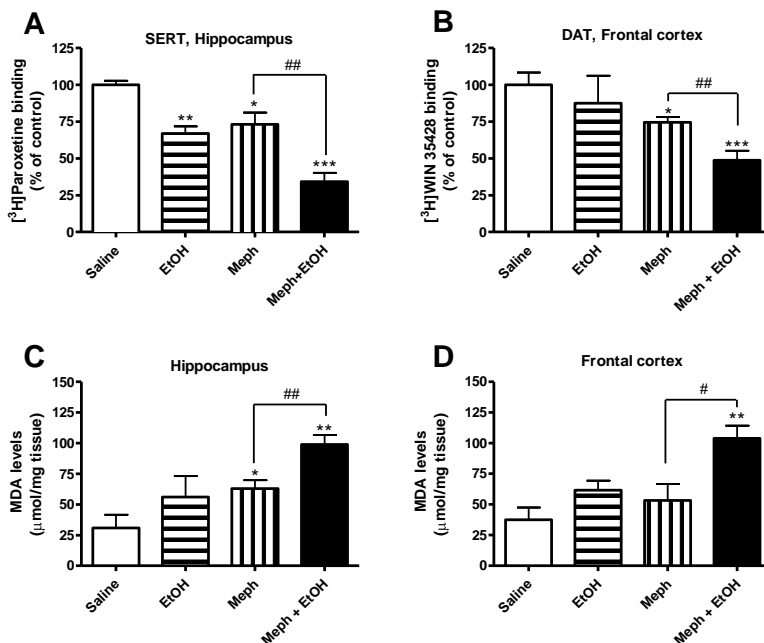 A
SERT, Hippocampus
[³H]Paroxetine binding
(% of control)
125
100
75
50
25
0
**
*
##
***
Saline
EtOH
Meph
Meph+EtOH
B
DAT, Frontal cortex
[³H]WIN 35428 binding
(% of control)
125
100
75
50
25
0
*
##
***
Saline
EtOH
Meph
Meph + EtOH
C
Hippocampus
MDA levels
(μmol/mg tissue)
150
125
100
75
50
25
0
*
##
**
Saline
EtOH
Meph
Meph + EtOH
D
Frontal cortex
MDA levels
(μmol/mg tissue)
150
125
100
75
50
25
0
#
**
Saline
EtOH
Meph
Meph + EtOH